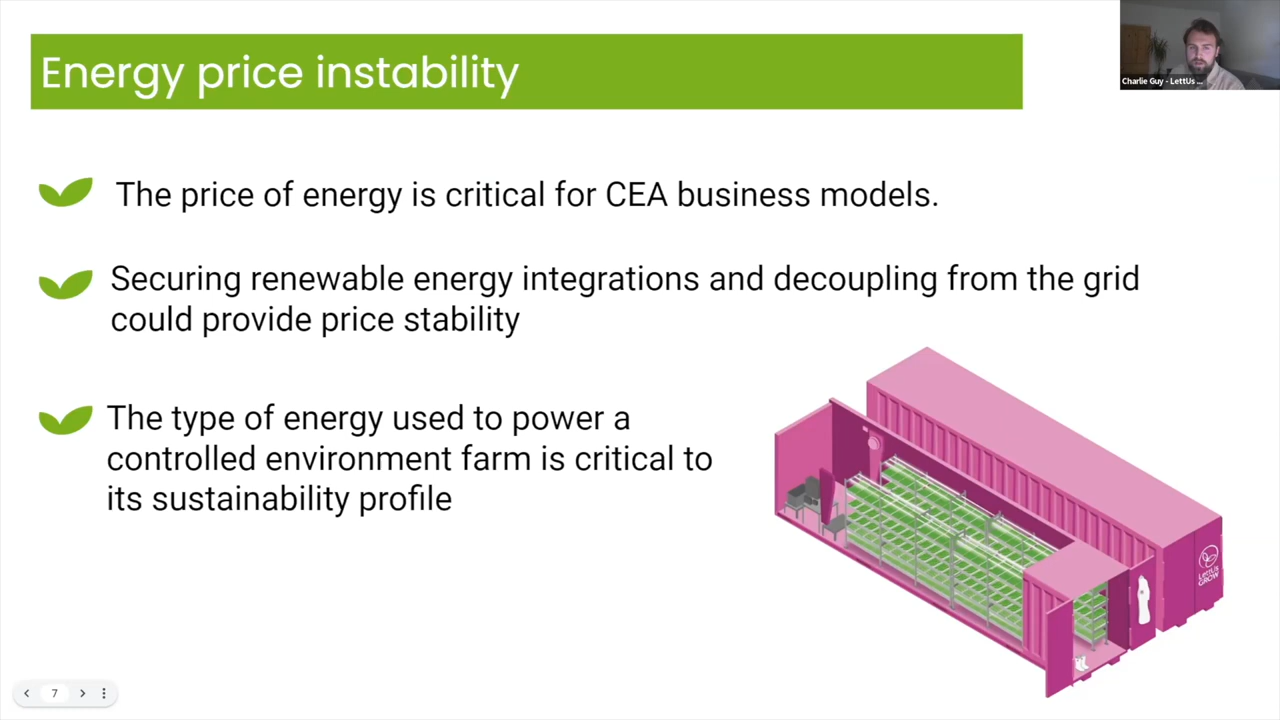 Energy price instability
Charlie Guy - LettUs ...
The price of energy is critical for CEA business models.
Securing renewable energy integrations and decoupling from the grid
could provide price stability
The type of energy used to power a
controlled environment farm is critical to
its sustainability profile
LettUs
GROW
7